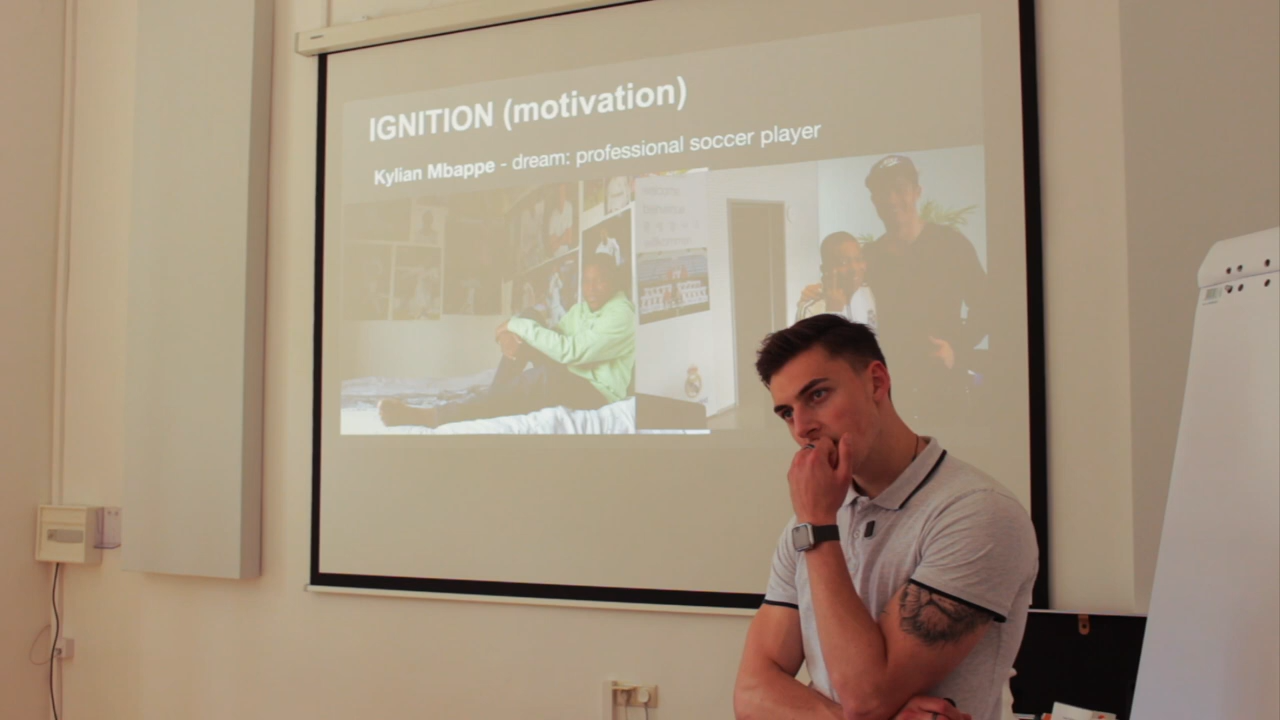 IGNITION (motivation)
Kylian Mbappe - dream: professional soccer player